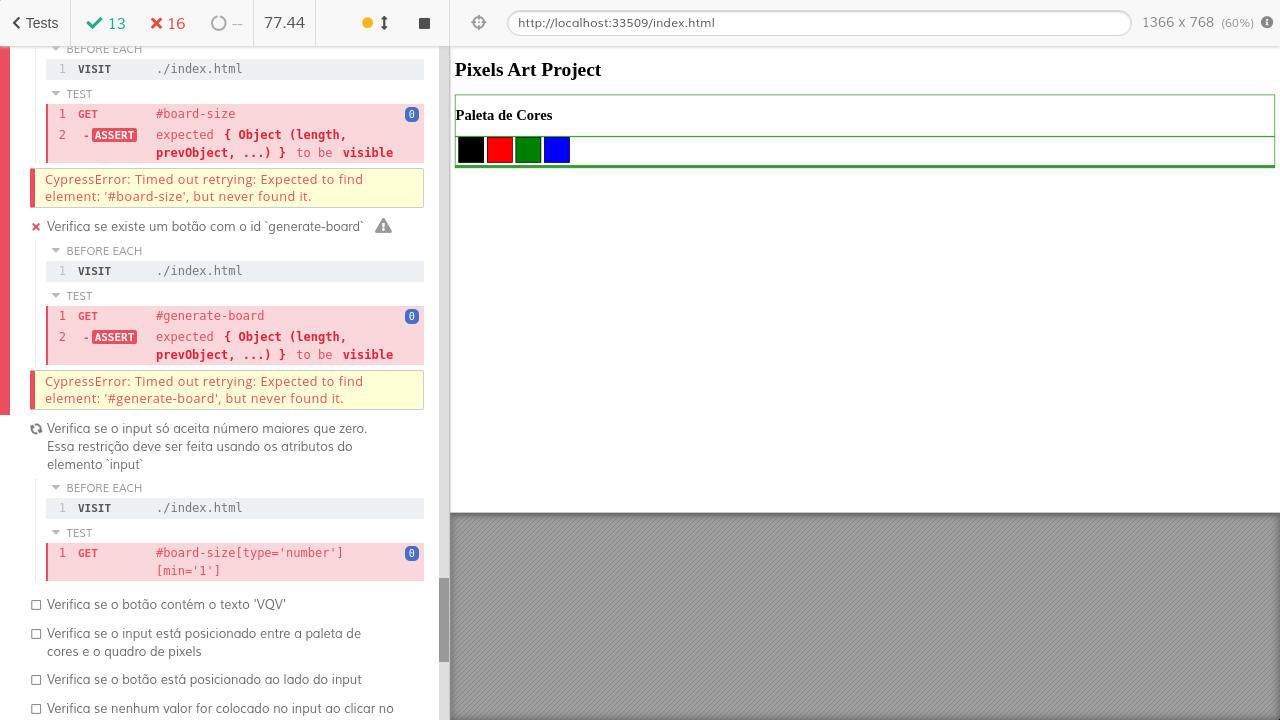 Tests
13
16
--
77.44
http://localhost:33509/index.html
1366 x 768 (60%)
BEFORE EACH
1 VISIT ./index.html
TEST
1 GET #board-size 0
2 -ASSERT expected { Object (length,
prevObject, ...) } to be visible
CypressError: Timed out retrying: Expected to find
element: '#board-size', but never found it.
Verifica se existe um botão com o id `generate-board`
BEFORE EACH
1 VISIT ./index.html
TEST
1 GET #generate-board 0
2 -ASSERT expected { Object (length,
prevObject, ...) } to be visible
CypressError: Timed out retrying: Expected to find
element: '#generate-board', but never found it.
Verifica se o input só aceita número maiores que zero.
Essa restrição deve ser feita usando os atributos do
elemento `input`
BEFORE EACH
1 VISIT ./index.html
TEST
1 GET #board-size[type='number'] 0
[min='1']
Verifica se o botão contém o texto 'VQV'
Verifica se o input está posicionado entre a paleta de
cores e o quadro de pixels
Verifica se o botão está posicionado ao lado do input
Verifica se nenhum valor for colocado no input ao clicar no
Pixels Art Project
Paleta de Cores